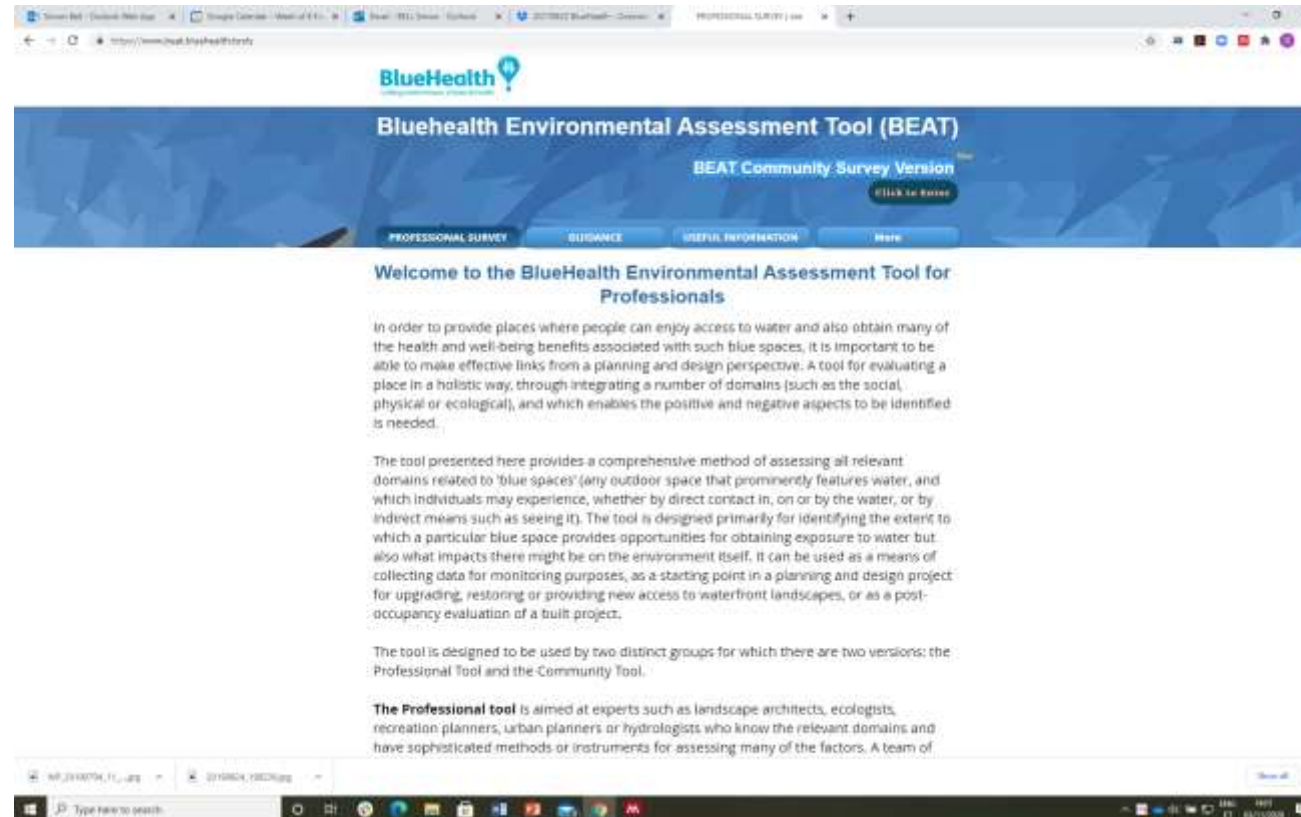 BlueHealth
Bluehealth Environmental Assessment Tool (BEAT)
BEAT Community Survey Version
Click to Enter
PROFESSIONAL SURVEY GUIDANCE USEFUL INFORMATION More
Welcome to the BlueHealth Environmental Assessment Tool for
Professionals
In order to provide places where people can enjoy access to water and also obtain many of
the health and well-being benefits associated with such blue spaces, it is important to be
able to make effective links from a planning and design perspective. A tool for evaluating a
place in a holistic way, through integrating a number of domains (such as the social,
physical or ecological), and which enables the positive and negative aspects to be identified
is needed.
The tool presented here provides a comprehensive method of assessing all relevant
domains related to 'blue spaces' (any outdoor space that prominently features water, and
which individuals may experience, whether by direct contact in, on or by the water, or by
indirect means such as seeing it). The tool is designed primarily for identifying the extent to
which a particular blue space provides opportunities for obtaining exposure to water but
also what impacts there might be on the environment itself. It can be used as a means of
collecting data for monitoring purposes, as a starting point in a planning and design project
for upgrading, restoring or providing new access to waterfront landscapes, or as a post-
occupancy evaluation of a built project.
The tool is designed to be used by two distinct groups for which there are two versions: the
Professional Tool and the Community Tool.
The Professional tool is aimed at experts such as landscape architects, ecologists,
recreation planners, urban planners or hydrologists who know the relevant domains and
have sophisticated methods or instruments for assessing many of the factors. A team of
Show all
Type here to search